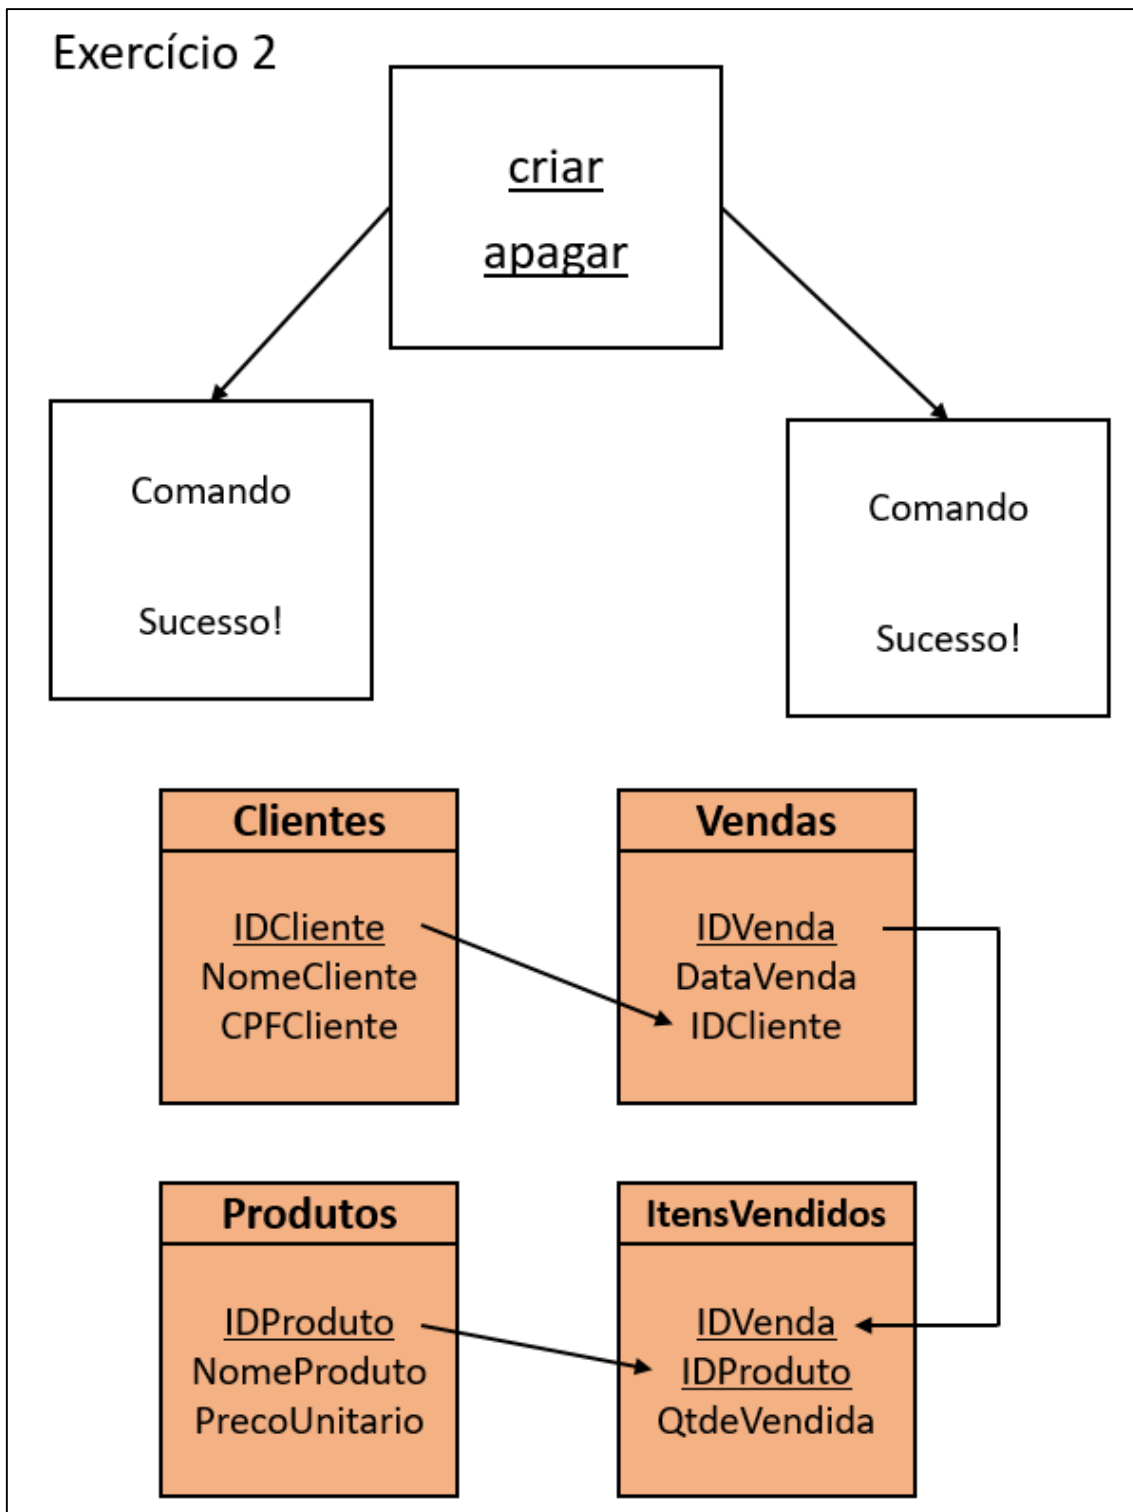 Exercício 2
criar
apagar
Comando
Sucesso!
Comando
Sucesso!
Clientes
IDCliente
NomeCliente
CPFCliente
Vendas
IDVenda
DataVenda
IDCliente
Produtos
IDProduto
NomeProduto
PrecoUnitario
ItensVendidos
IDVenda
IDProduto
QtdeVendida